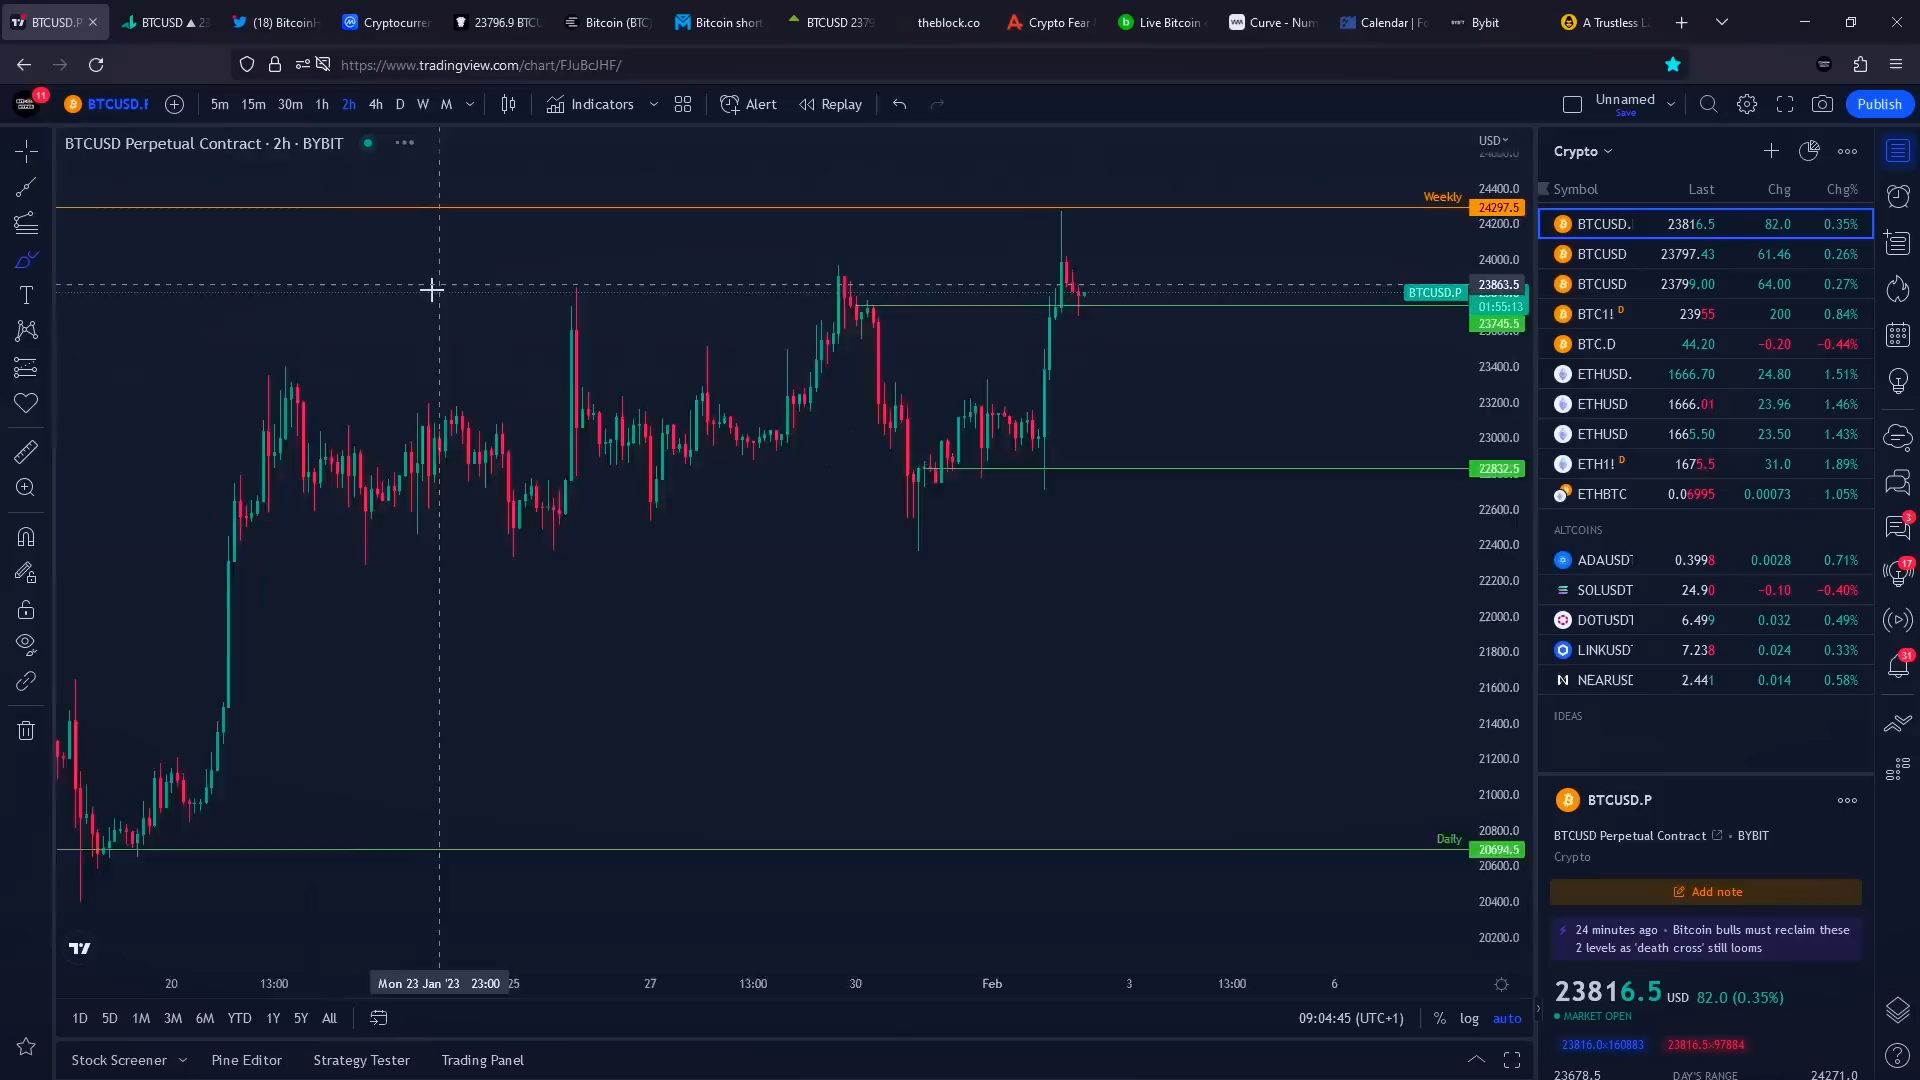 BTCUSD.P
BTCUSD ▲ 23
(18) Bitcoin
Cryptocurrer
23796.9 BTCU
Bitcoin (BTC)
Bitcoin short
BTCUSD 2379
theblock.co
Crypto Fear
Live Bitcoin
Curve - Num
Calendar | Fo
Bybit
A Trustless L
https://www.tradingview.com/chart/FJuBcJHF/
11
BTCUSD.F
5m 15m 30m 1h 2h 4h D W M
Indicators
Alert
Replay
Unnamed
Save
Publish
BTCUSD Perpetual Contract · 2h · BYBIT
USD
24400.0
Weekly
24297.5
24200.0
24000.0
23863.5
BTCUSD.P
01:55:13
23745.5
23400.0
23200.0
23000.0
22832.5
22600.0
22400.0
22200.0
22000.0
21800.0
21600.0
21400.0
21200.0
21000.0
20800.0
Daily
20694.5
20600.0
20400.0
20200.0
20 13:00 Mon 23 Jan '23 23:00 25 27 13:00 30 Feb 3 13:00 6
1D 5D 1M 3M 6M YTD 1Y 5Y All
09:04:45 (UTC+1) % log auto
Stock Screener Pine Editor Strategy Tester Trading Panel
Crypto
Symbol Last Chg Chg%
BTCUSD. 23816.5 82.0 0.35%
BTCUSD 23797.43 61.46 0.26%
BTCUSD 23799.00 64.00 0.27%
BTC1! D 23955 200 0.84%
BTC.D 44.20 −0.20 −0.44%
ETHUSD. 1666.70 24.80 1.51%
ETHUSD 1666.01 23.96 1.46%
ETHUSD 1665.50 23.50 1.43%
ETH1! D 1675.5 31.0 1.89%
ETHBTC 0.06995 0.00073 1.05%
ALTCOINS
ADAUSDT 0.3998 0.0028 0.71%
SOLUSDT 24.90 −0.10 −0.40%
DOTUSDT 6.499 0.032 0.49%
LINKUSD 7.238 0.024 0.33%
NEARUSD 2.441 0.014 0.58%
IDEAS
BTCUSD.P
BTCUSD Perpetual Contract • BYBIT
Crypto
Add note
24 minutes ago • Bitcoin bulls must reclaim these
2 levels as 'death cross' still looms
23816.5 USD 82.0 (0.35%)
MARKET OPEN
23816.0×160883 23816.5×97884
23678.5 DAY'S RANGE 24271.0
3
17
31